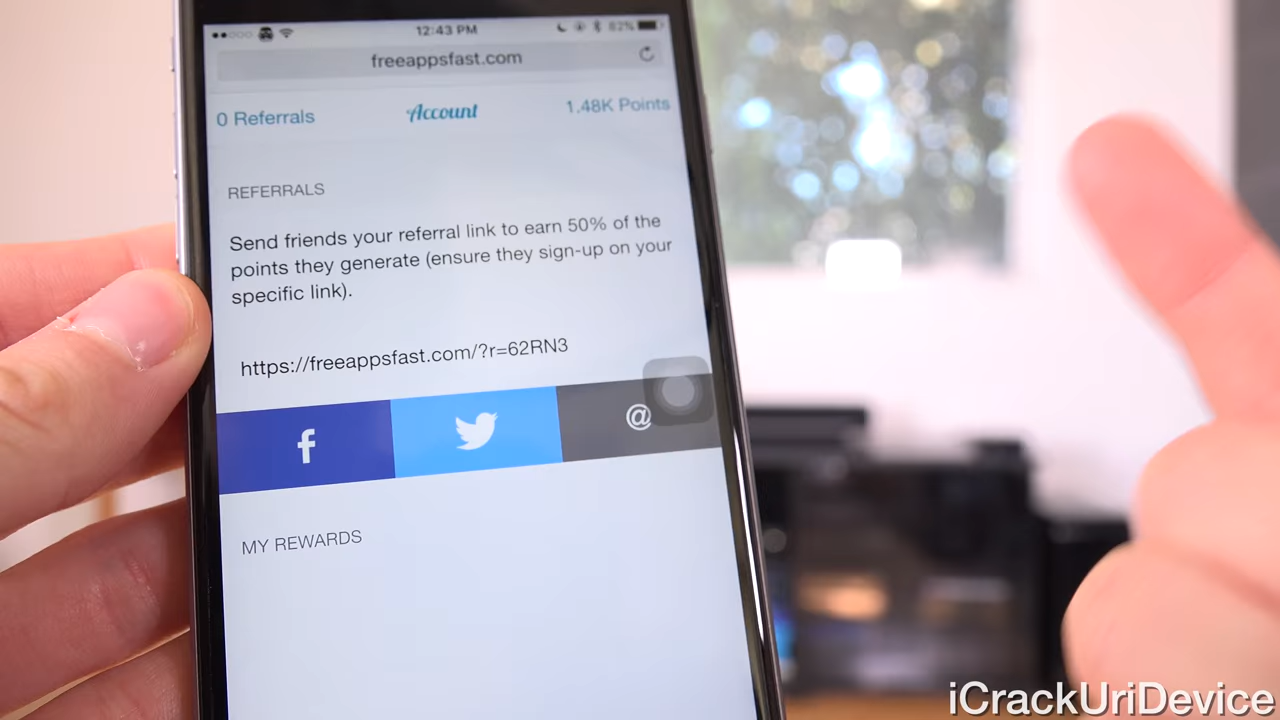 12:43 PM
82%
freeappsfast.com
0 Referrals
Account
1.48K Points
REFERRALS
Send friends your referral link to earn 50% of the
points they generate (ensure they sign-up on your
specific link).
https://freeappsfast.com/?r=62RN3
f
@
MY REWARDS
iCrackUriDevice